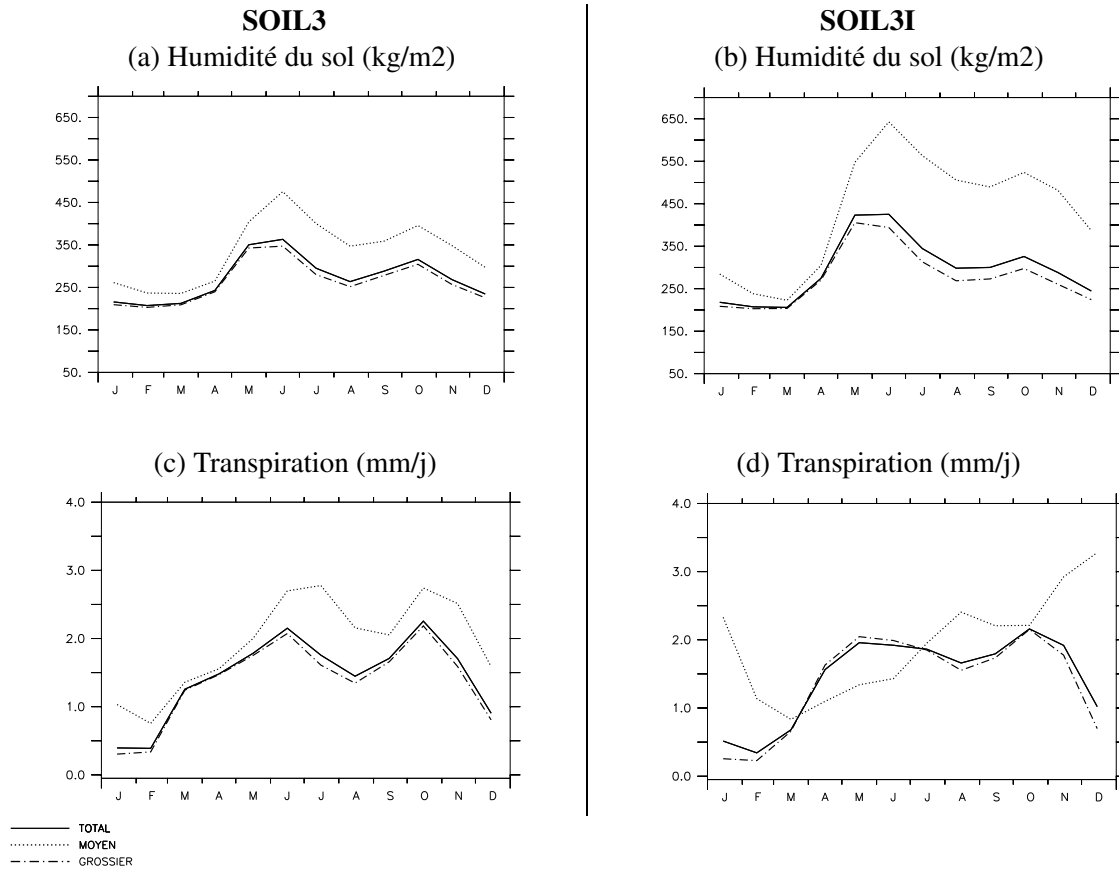 SOIL3
SOIL3I
(a) Humidité du sol (kg/m2)
(b) Humidité du sol (kg/m2)
650.
550.
450.
350.
250.
150.
50.
J F M A M J J A S O N D
650.
550.
450.
350.
250.
150.
50.
J F M A M J J A S O N D
(c) Transpiration (mm/j)
(d) Transpiration (mm/j)
4.0
3.0
2.0
1.0
0.0
J F M A M J J A S O N D
4.0
3.0
2.0
1.0
0.0
J F M A M J J A S O N D
TOTAL
MOYEN
GROSSIER